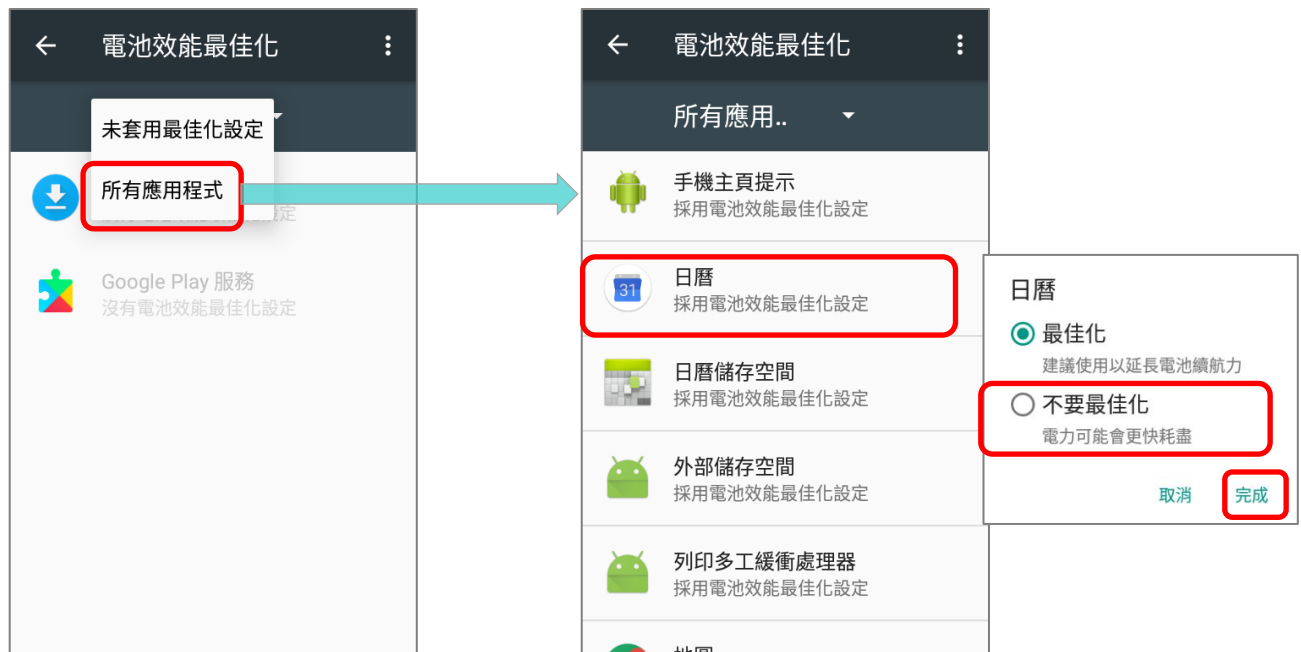 電池效能最佳化
未套用最佳化設定
所有應用程式
定
Google Play 服務
沒有電池效能最佳化設定
電池效能最佳化
所有應用..
手機主頁提示
採用電池效能最佳化設定
31
日曆
採用電池效能最佳化設定
日曆儲存空間
採用電池效能最佳化設定
外部儲存空間
採用電池效能最佳化設定
列印多工緩衝處理器
採用電池效能最佳化設定
地圖
日曆
最佳化
建議使用以延長電池續航力
不要最佳化
電力可能會更快耗盡
取消 完成